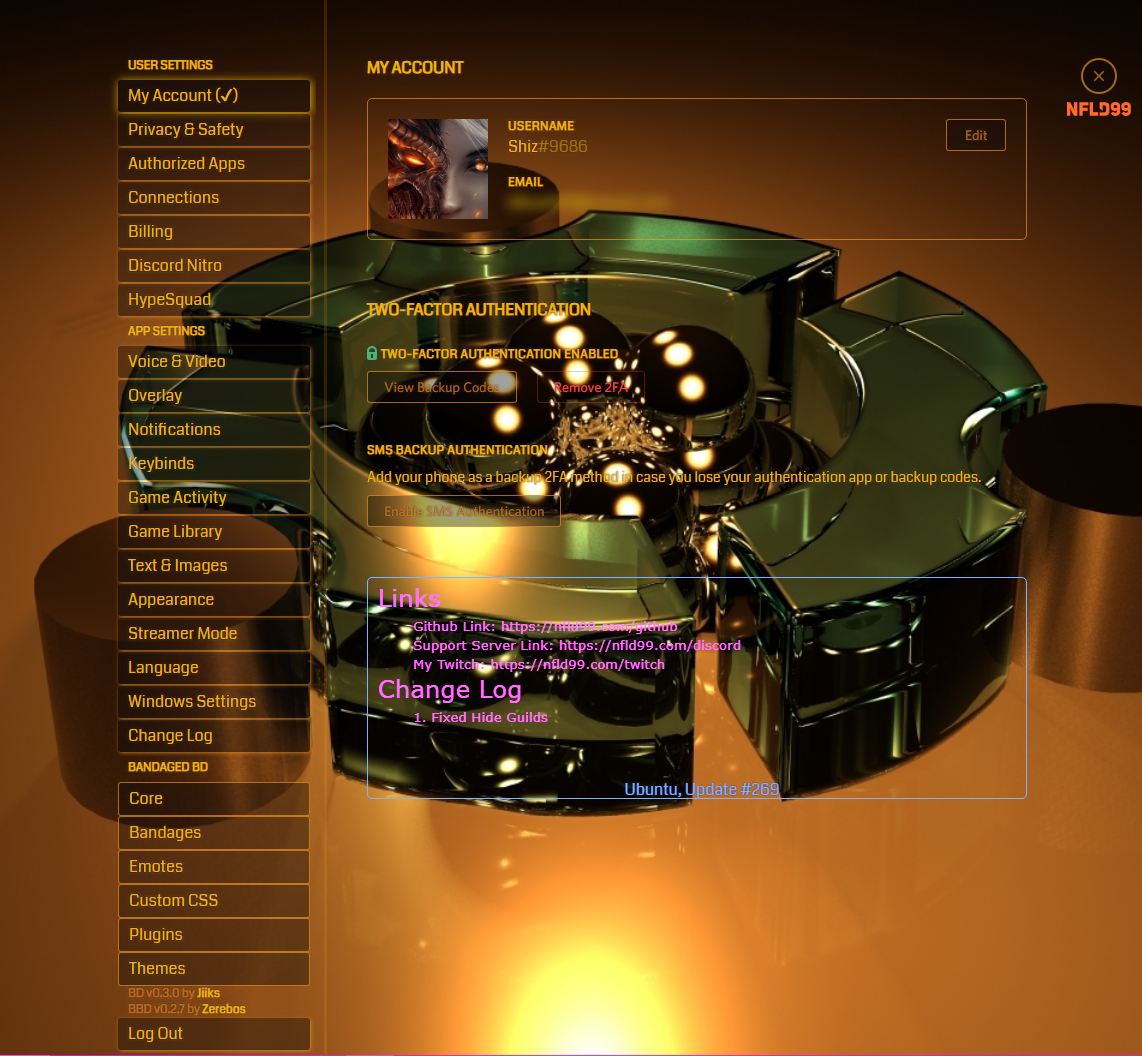 USER SETTINGS
My Account (✓)
Privacy & Safety
Authorized Apps
Connections
Billing
Discord Nitro
HypeSquad
APP SETTINGS
Voice & Video
Overlay
Notifications
Keybinds
Game Activity
Game Library
Text & Images
Appearance
Streamer Mode
Language
Windows Settings
Change Log
BANDAGED BD
Core
Bandages
Emotes
Custom CSS
Plugins
Themes
BD v0.3.0 by Jiiks
BBD v0.2.7 by Zerebos
Log Out
MY ACCOUNT
NFLD99
USERNAME
Shiz#9686
Edit
EMAIL
TWO-FACTOR AUTHENTICATION
TWO-FACTOR AUTHENTICATION ENABLED
View Backup Codes
Remove 2FA
SMS BACKUP AUTHENTICATION
Add your phone as a backup 2FA method in case you lose your authentication app or backup codes.
Enable SMS Authentication
Links
Github Link: https://nfld99.com/github
Support Server Link: https://nfld99.com/discord
My Twitch: https://nfld99.com/twitch
Change Log
1. Fixed Hide Guilds
Ubuntu, Update #269